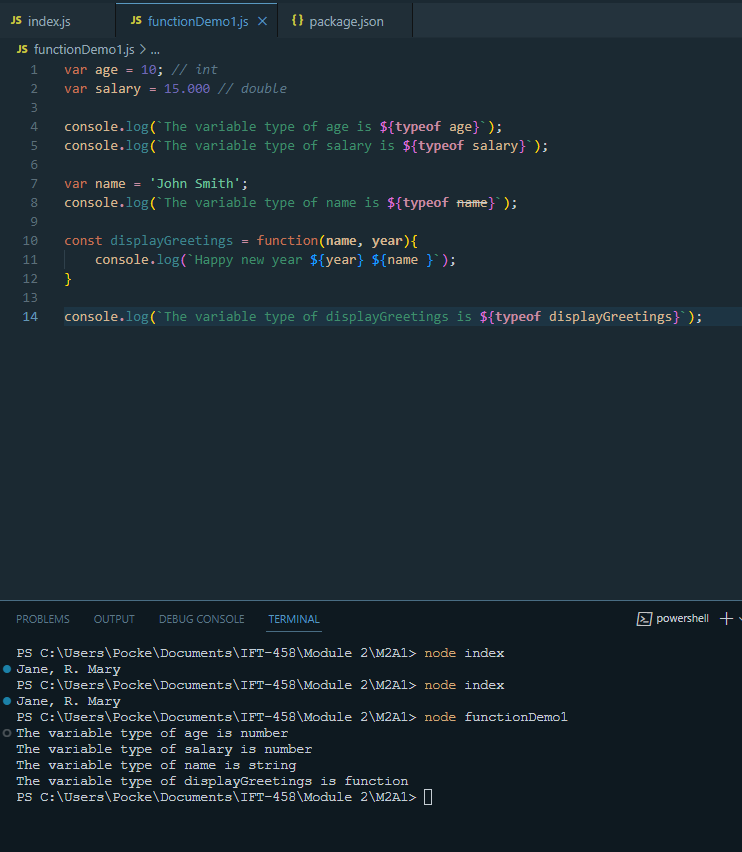 JS index.js JS functionDemo1.js × {} package.json
JS functionDemo1.js > ...
1 var age = 10; // int
2 var salary = 15.000 // double
3
4 console.log(`The variable type of age is ${typeof age}`);
5 console.log(`The variable type of salary is ${typeof salary}`);
6
7 var name = 'John Smith';
8 console.log(`The variable type of name is ${typeof name}`);
9
10 const displayGreetings = function(name, year){
11     console.log(`Happy new year ${year} ${name }`);
12 }
13
14 console.log(`The variable type of displayGreetings is ${typeof displayGreetings}`);
PROBLEMS OUTPUT DEBUG CONSOLE TERMINAL powershell +
PS C:\Users\Pocke\Documents\IFT-458\Module 2\M2A1> node index
Jane, R. Mary
PS C:\Users\Pocke\Documents\IFT-458\Module 2\M2A1> node index
Jane, R. Mary
PS C:\Users\Pocke\Documents\IFT-458\Module 2\M2A1> node functionDemo1
The variable type of age is number
The variable type of salary is number
The variable type of name is string
The variable type of displayGreetings is function
PS C:\Users\Pocke\Documents\IFT-458\Module 2\M2A1>